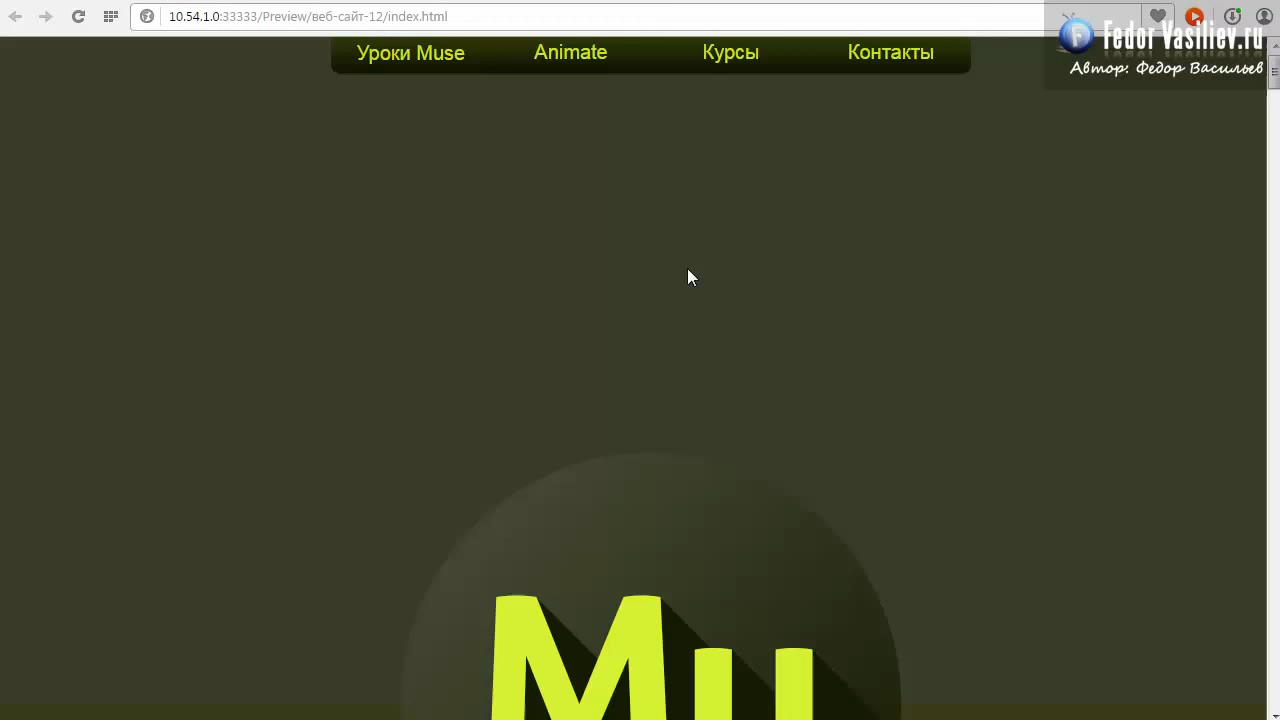 10.54.1.0:33333/Preview/веб-сайт-12/index.html
Fedor Vasiliev.ru
Автор: Федор Васильев
Уроки Muse
Animate
Курсы
Контакты
Mu